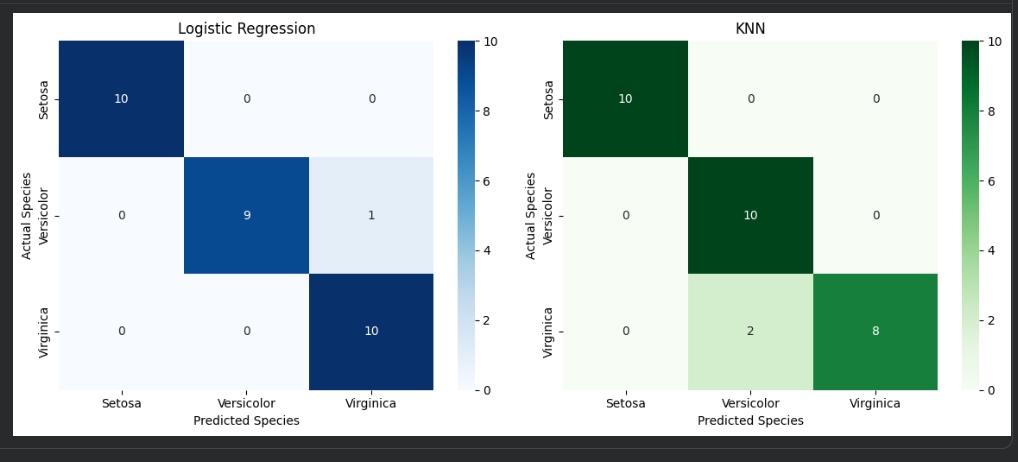 Logistic Regression
Actual Species
Setosa
Versicolor
Virginica
10 0 0
0 9 1
0 0 10
Setosa Versicolor Virginica
Predicted Species
10
8
6
4
2
0
KNN
Actual Species
Setosa
Versicolor
Virginica
10 0 0
0 10 0
0 2 8
Setosa Versicolor Virginica
Predicted Species
10
8
6
4
2
0